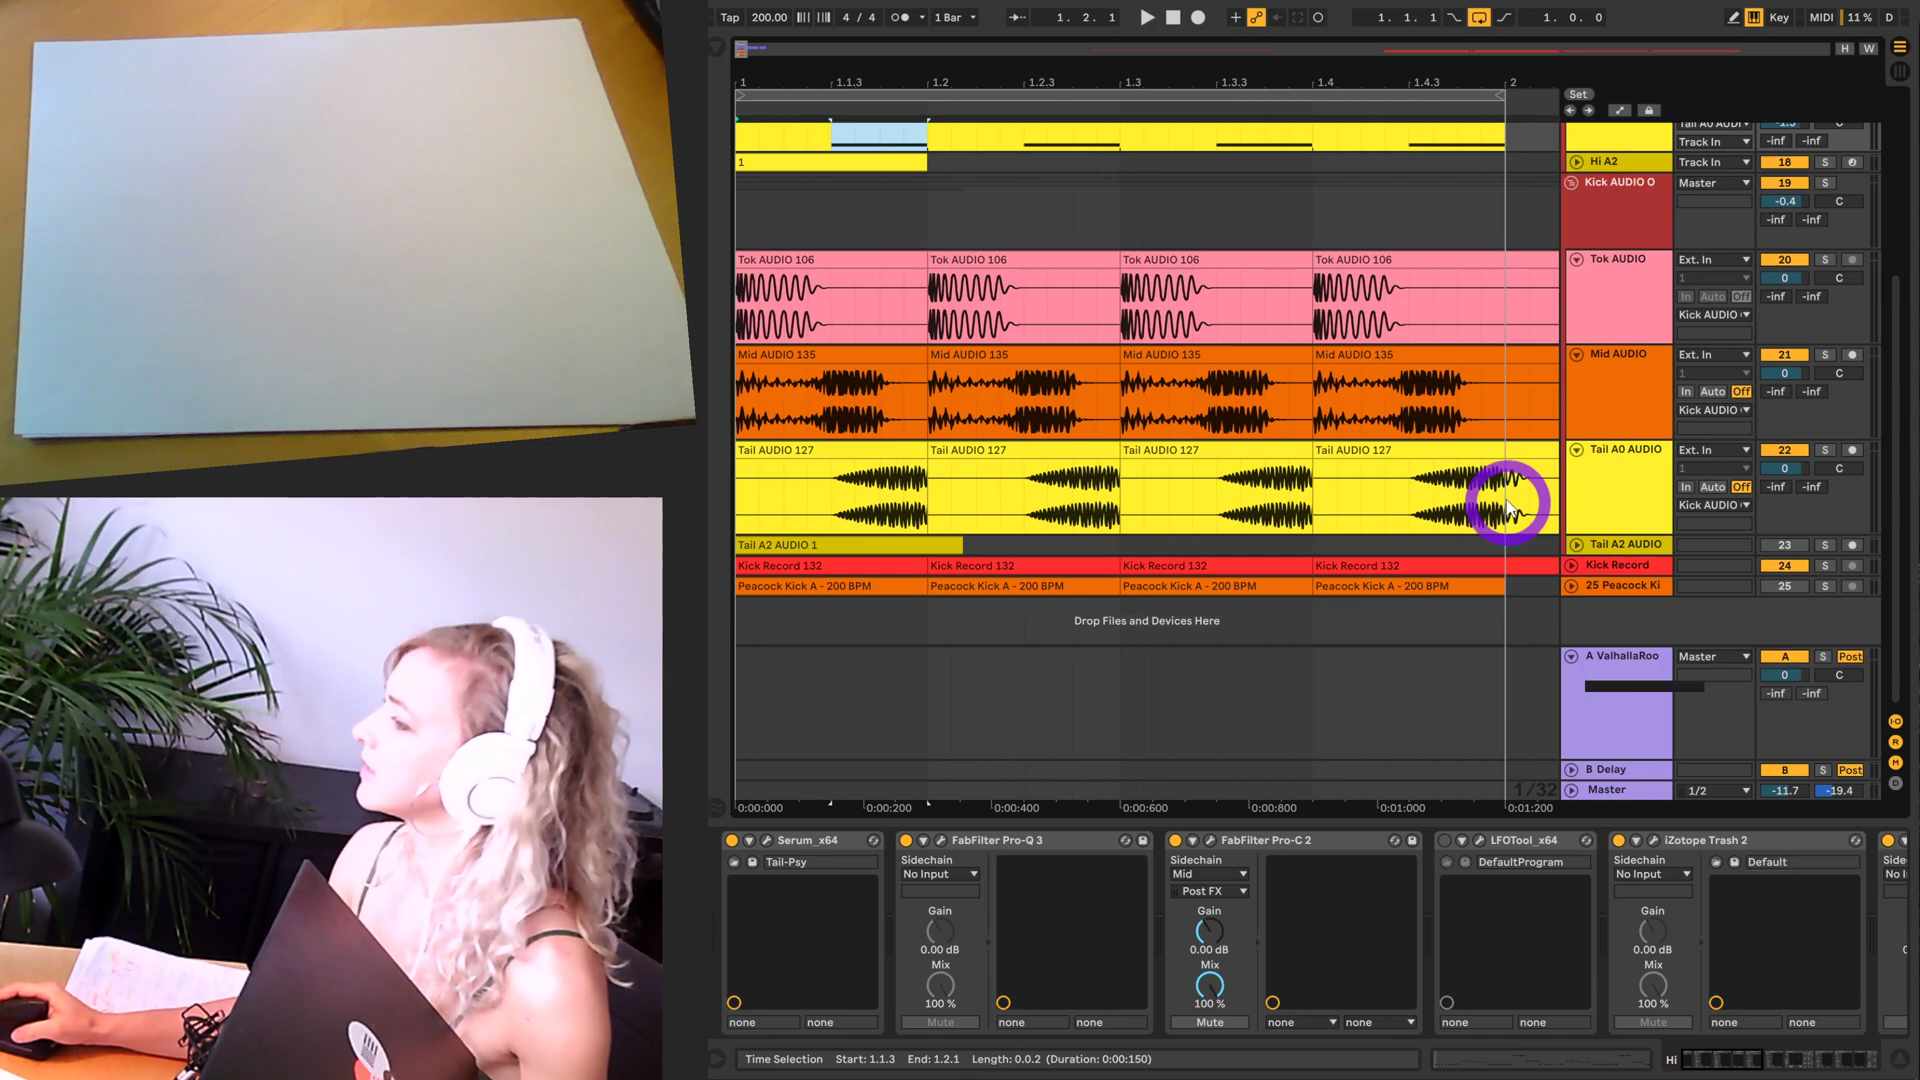 Tap 200.00 4 / 4 1 Bar 1. 2. 1 1. 1. 1 1. 0. 0 Key MIDI 11 % D
H W
1 1.1.3 1.2 1.2.3 1.3 1.3.3 1.4 1.4.3 2
Set
Track In -inf -inf
1 Hi A2 Track In 18 S
Kick AUDIO O Master 19 S
-0.4 C
-inf -inf
Tok AUDIO 106 Tok AUDIO 106 Tok AUDIO 106 Tok AUDIO 106 Tok AUDIO Ext. In 20 S
1 0 C
In Auto Off -inf -inf
Kick AUDIO
Mid AUDIO 135 Mid AUDIO 135 Mid AUDIO 135 Mid AUDIO 135 Mid AUDIO Ext. In 21 S
1 0 C
In Auto Off -inf -inf
Kick AUDIO
Tail AUDIO 127 Tail AUDIO 127 Tail AUDIO 127 Tail AUDIO 127 Tail A0 AUDIO Ext. In 22 S
1 0 C
In Auto Off -inf -inf
Kick AUDIO
Tail A2 AUDIO 1 Tail A2 AUDIO 23 S
Kick Record 132 Kick Record 132 Kick Record 132 Kick Record 132 Kick Record 24 S
Peacock Kick A - 200 BPM Peacock Kick A - 200 BPM Peacock Kick A - 200 BPM Peacock Kick A - 200 BPM 25 Peacock Ki 25 S
Drop Files and Devices Here
A ValhallaRoo Master A S Post
0 C
-inf -inf
B Delay B S Post
1/32 Master 1/2 -11.7 -19.4
0:00:000 0:00:200 0:00:400 0:00:600 0:00:800 0:01:000 0:01:200
Serum_x64 FabFilter Pro-Q 3 FabFilter Pro-C 2 LFOTool_x64 iZotope Trash 2
Tail-Psy Sidechain Sidechain DefaultProgram Sidechain Default
No Input Mid No Input
Post FX
Gain Gain Gain
0.00 dB 0.00 dB 0.00 dB
Mix Mix Mix
100 % 100 % 100 %
none none Mute none none Mute none none none none Mute none none
Time Selection Start: 1.1.3 End: 1.2.1 Length: 0.0.2 (Duration: 0:00:150) Hi